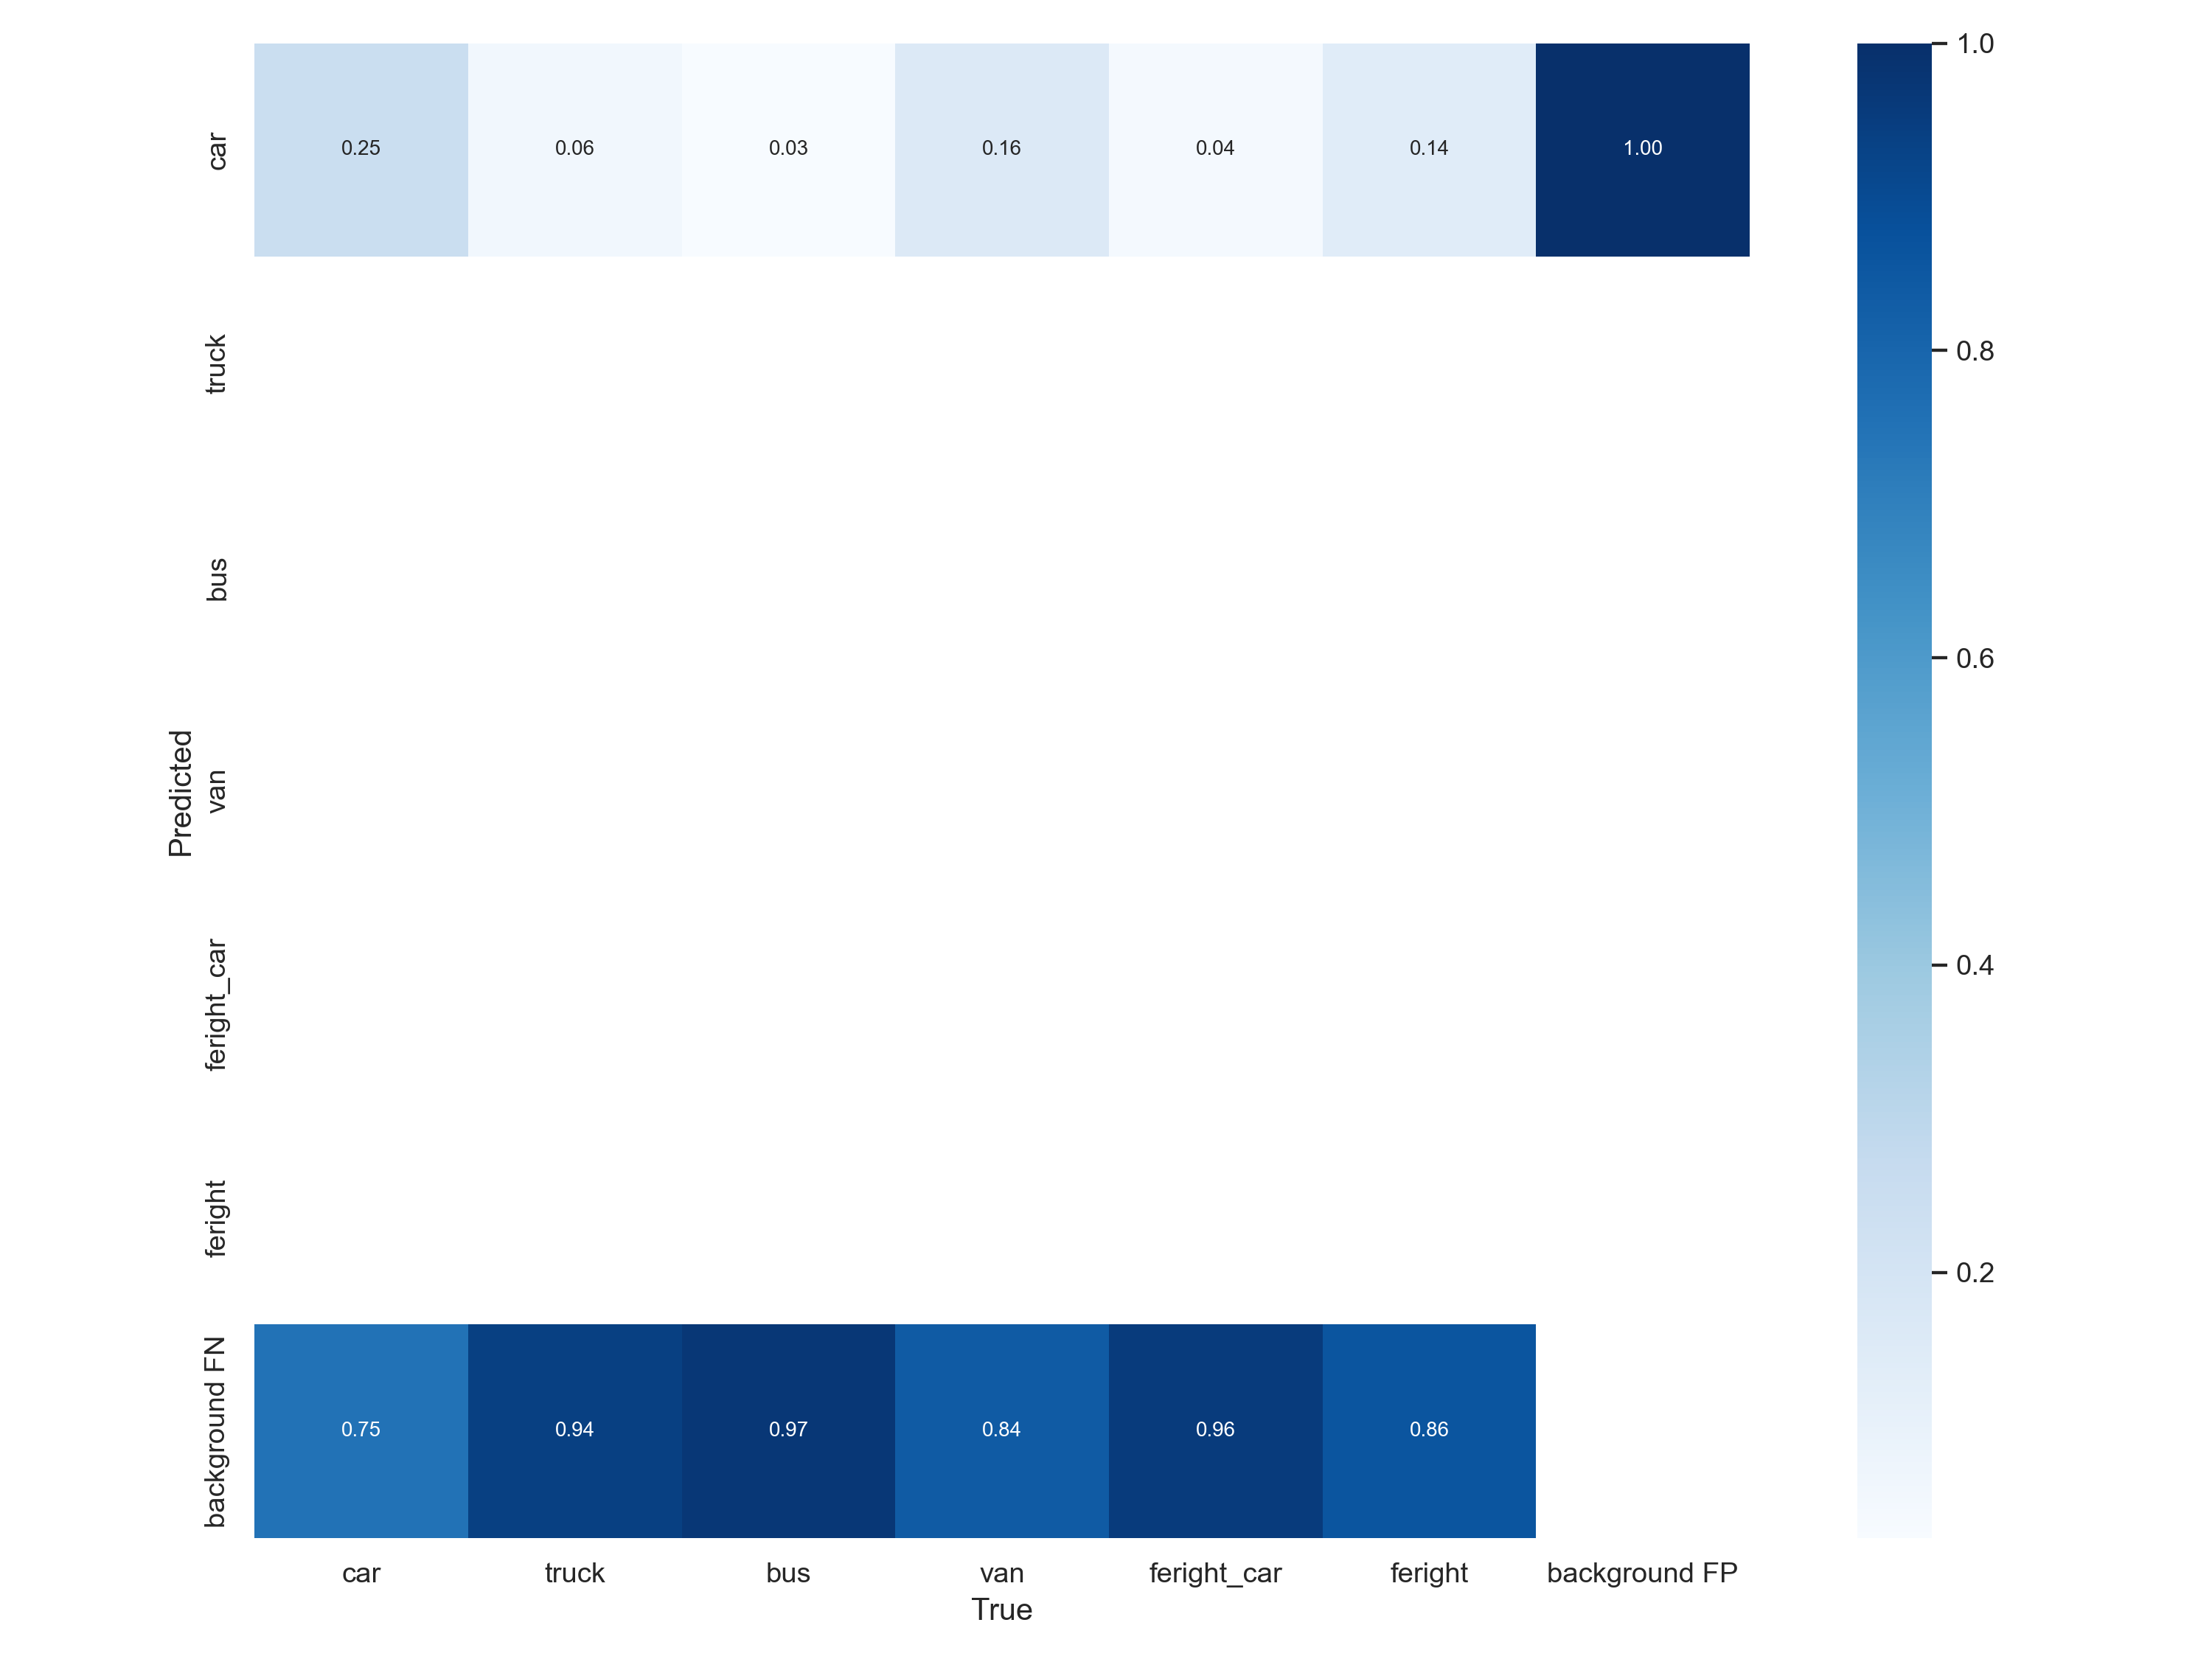 1.0
car
0.25 0.06 0.03 0.16 0.04 0.14 1.00
truck
0.8
bus
0.6
Predicted
van
feright_car
0.4
feright
0.2
background FN
0.75 0.94 0.97 0.84 0.96 0.86
car truck bus van feright_car feright background FP
True